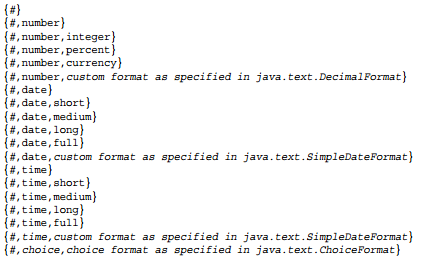 {#}
{#,number}
{#,number,integer}
{#,number,percent}
{#,number,currency}
{#,number,custom format as specified in java.text.DecimalFormat}
{#,date}
{#,date,short}
{#,date,medium}
{#,date,long}
{#,date,full}
{#,date,custom format as specified in java.text.SimpleDateFormat}
{#,time}
{#,time,short}
{#,time,medium}
{#,time,long}
{#,time,full}
{#,time,custom format as specified in java.text.SimpleDateFormat}
{#,choice,choice format as specified in java.text.ChoiceFormat}